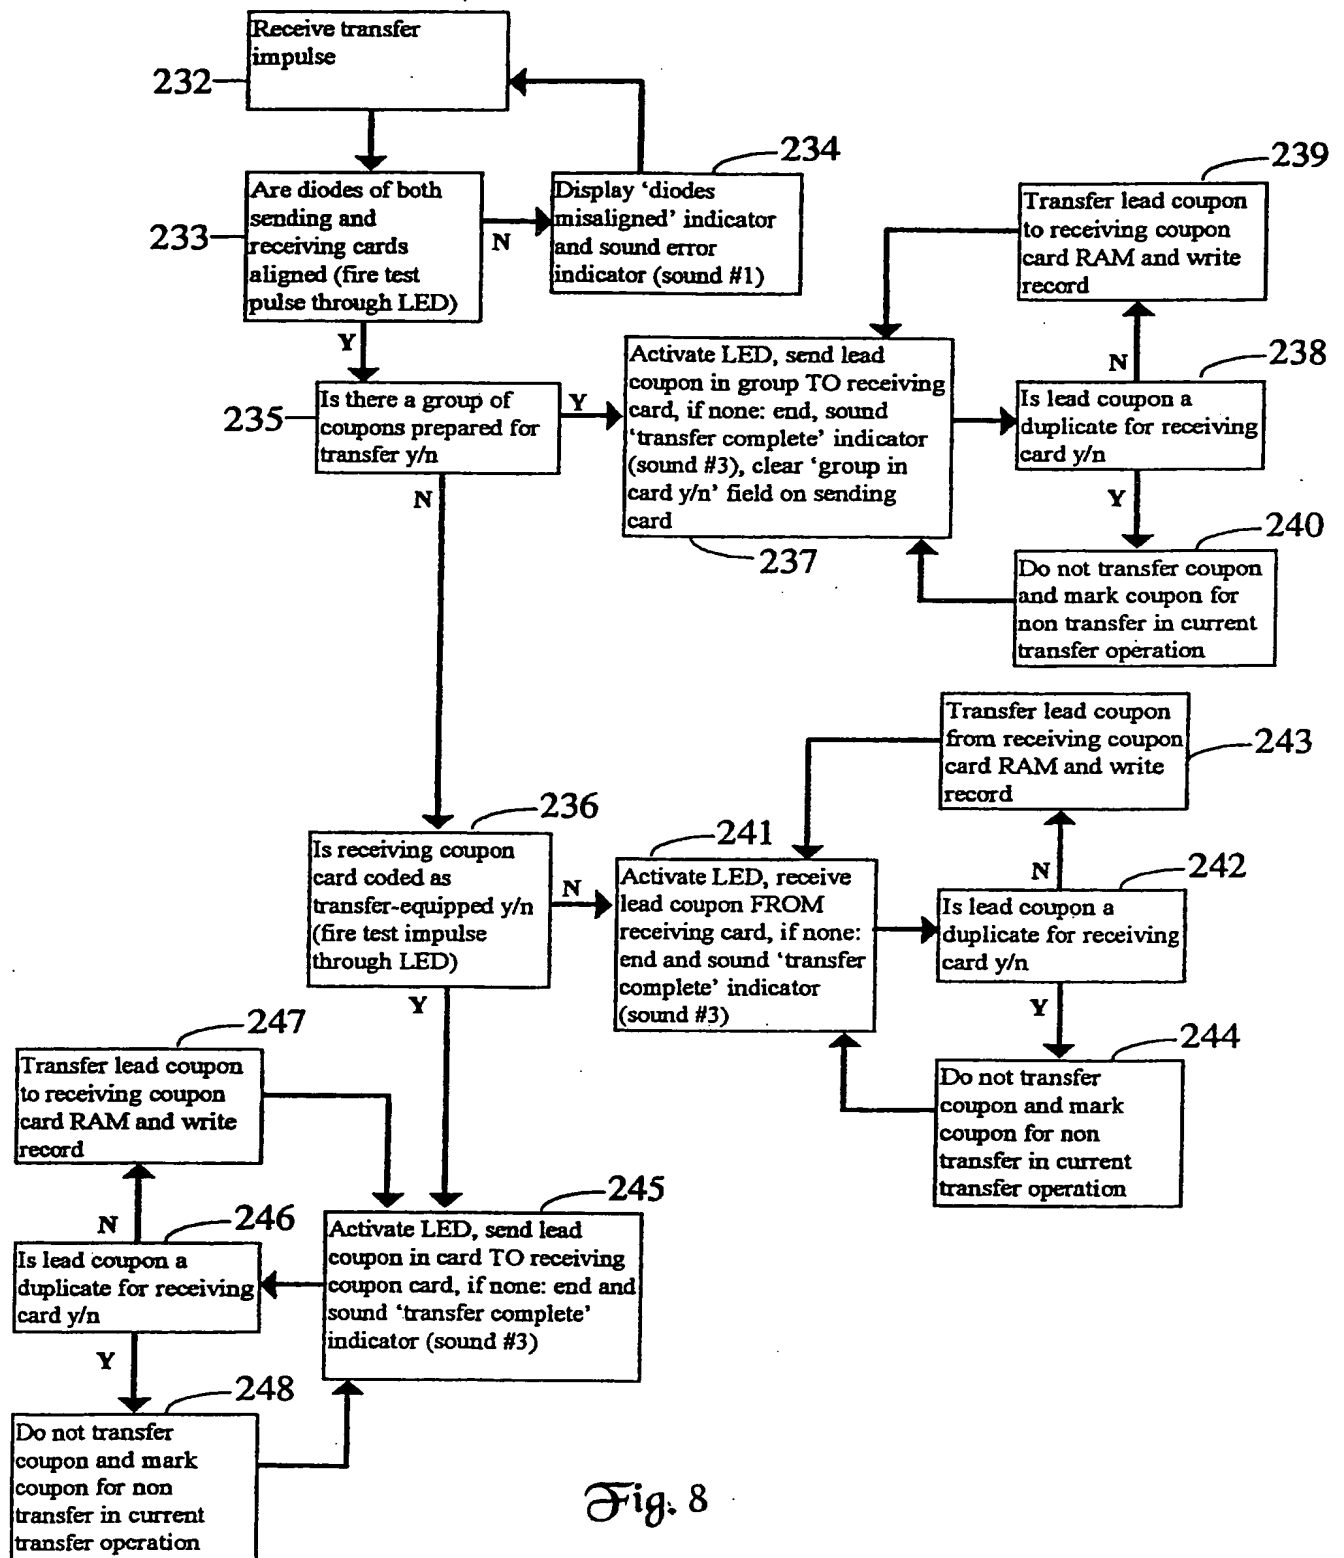 Receive transfer
impulse
232
Are diodes of both
sending and
receiving cards
aligned (fire test
pulse through LED)
233
N
Y
234
Display ‘diodes
misaligned’ indicator
and sound error
indicator (sound #1)
Is there a group of
coupons prepared for
transfer y/n
235
Y
N
Activate LED, send lead
coupon in group TO receiving
card, if none: end, sound
‘transfer complete’ indicator
(sound #3), clear ‘group in
card y/n’ field on sending
card
237
239
Transfer lead coupon
to receiving coupon
card RAM and write
record
N
238
Is lead coupon a
duplicate for receiving
card y/n
Y
240
Do not transfer coupon
and mark coupon for
non transfer in current
transfer operation
236
Is receiving coupon
card coded as
transfer-equipped y/n
(fire test impulse
through LED)
N
Y
241
Activate LED, receive
lead coupon FROM
receiving card, if none:
end and sound ‘transfer
complete’ indicator
(sound #3)
Transfer lead coupon
from receiving coupon
card RAM and write
record
243
N
242
Is lead coupon a
duplicate for receiving
card y/n
Y
244
Do not transfer
coupon and mark
coupon for non
transfer in current
transfer operation
247
Transfer lead coupon
to receiving coupon
card RAM and write
record
N
246
Is lead coupon a
duplicate for receiving
card y/n
Y
245
Activate LED, send lead
coupon in card TO receiving
coupon card, if none: end and
sound ‘transfer complete’
indicator (sound #3)
248
Do not transfer
coupon and mark
coupon for non
transfer in current
transfer operation
Fig. 8